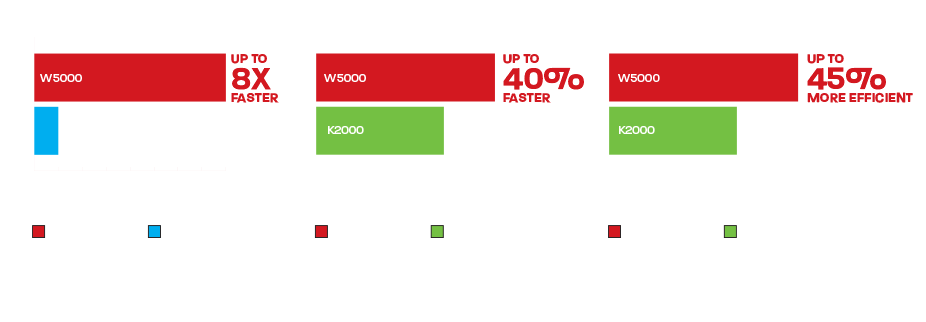 W5000
UP TO
8X
FASTER
W5000
UP TO
40%
FASTER
K2000
W5000
UP TO
45%
MORE EFFICIENT
K2000